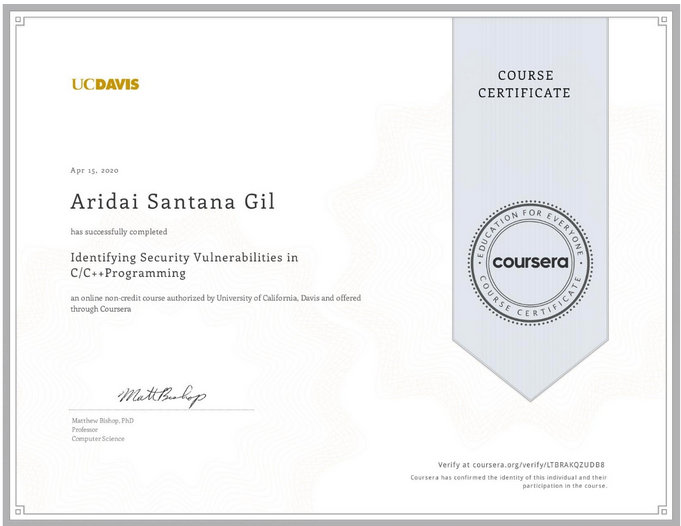 UCDAVIS
COURSE
CERTIFICATE
Apr 15, 2020
Aridai Santana Gil
has successfully completed
Identifying Security Vulnerabilities in
C/C++Programming
an online non-credit course authorized by University of California, Davis and offered
through Coursera
EDUCATION FOR EVERYONE
coursera
COURSE CERTIFICATE
Matt Bishop
Matthew Bishop, PhD
Professor
Computer Science
Verify at coursera.org/verify/LTBRAKQZUDB8
Coursera has confirmed the identity of this individual and their
participation in the course.